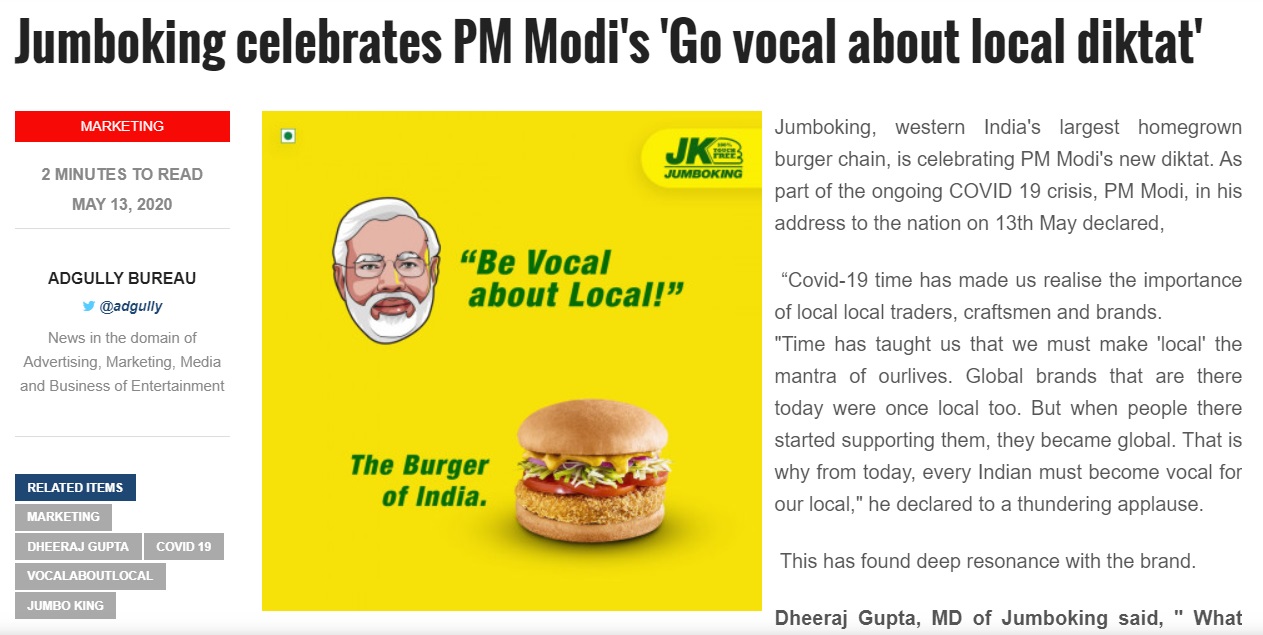 Jumboking celebrates PM Modi's 'Go vocal about local diktat'
MARKETING
2 MINUTES TO READ
MAY 13, 2020
ADGULLY BUREAU
@adgully
News in the domain of
Advertising, Marketing, Media
and Business of Entertainment
RELATED ITEMS
MARKETING
DHEERAJ GUPTA COVID 19
VOCALABOUTLOCAL
JUMBO KING
JK 100%
TOUCH
FREE
JUMBOKING
“Be Vocal
about Local!”
The Burger
of India.
Jumboking, western India's largest homegrown
burger chain, is celebrating PM Modi's new diktat. As
part of the ongoing COVID 19 crisis, PM Modi, in his
address to the nation on 13th May declared,
“Covid-19 time has made us realise the importance
of local local traders, craftsmen and brands.
"Time has taught us that we must make 'local' the
mantra of ourlives. Global brands that are there
today were once local too. But when people there
started supporting them, they became global. That is
why from today, every Indian must become vocal for
our local," he declared to a thundering applause.
This has found deep resonance with the brand.
Dheeraj Gupta, MD of Jumboking said, " What